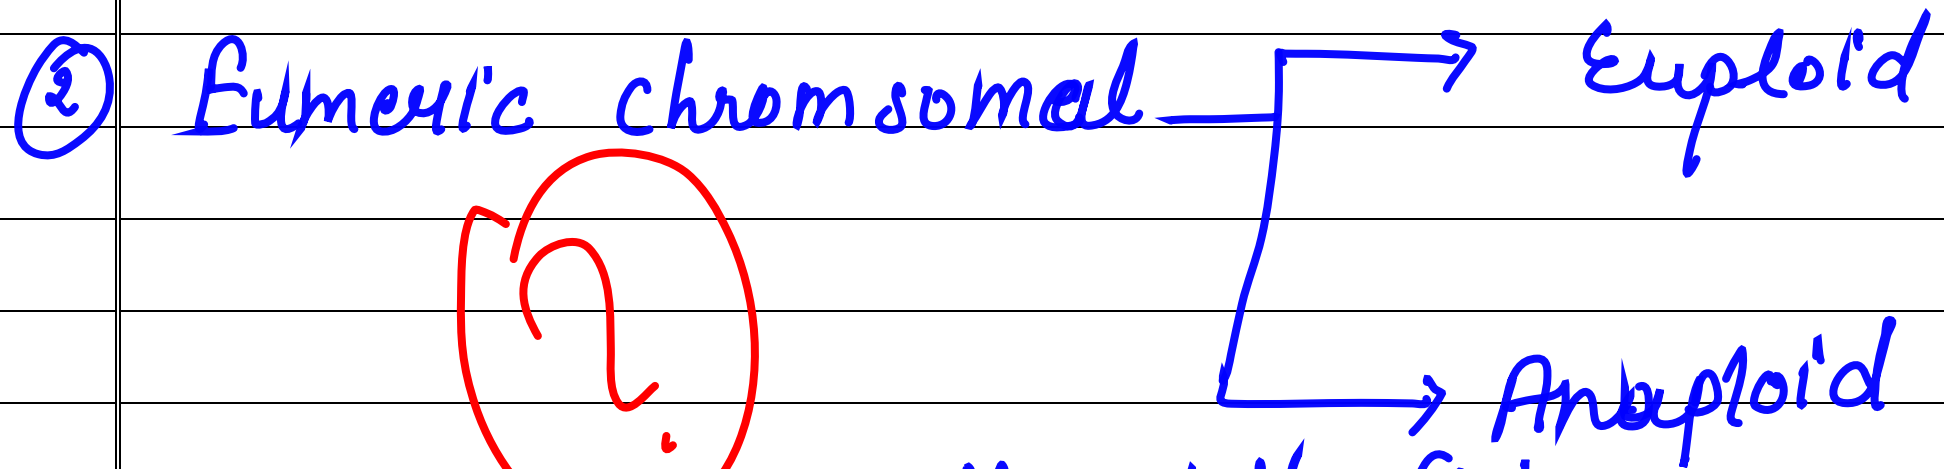 ② Eumeric chromsomal → Euploid
?
→ Aneuploid